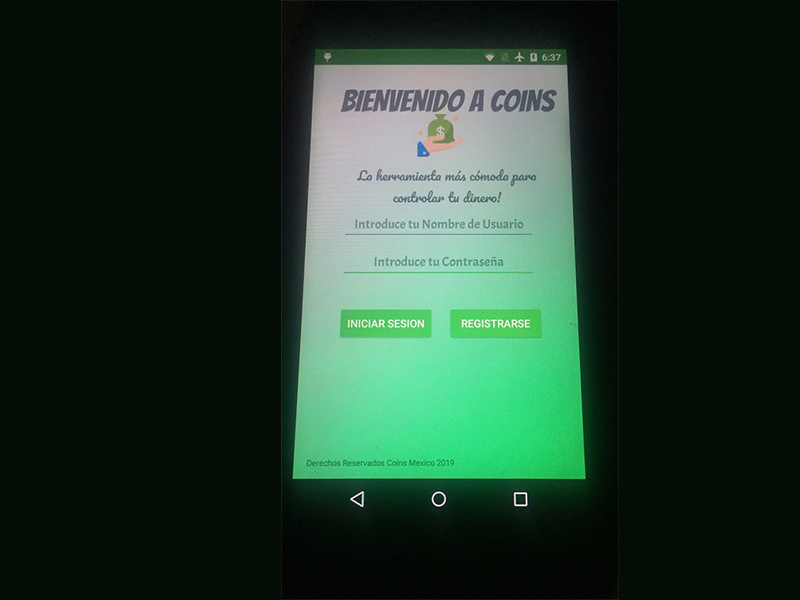 6:37
BIENVENIDO A COINS
$
La herramienta más cómoda para
controlar tu dinero!
Introduce tu Nombre de Usuario
Introduce tu Contraseña
INICIAR SESION REGISTRARSE
Derechos Reservados Coins Mexico 2019